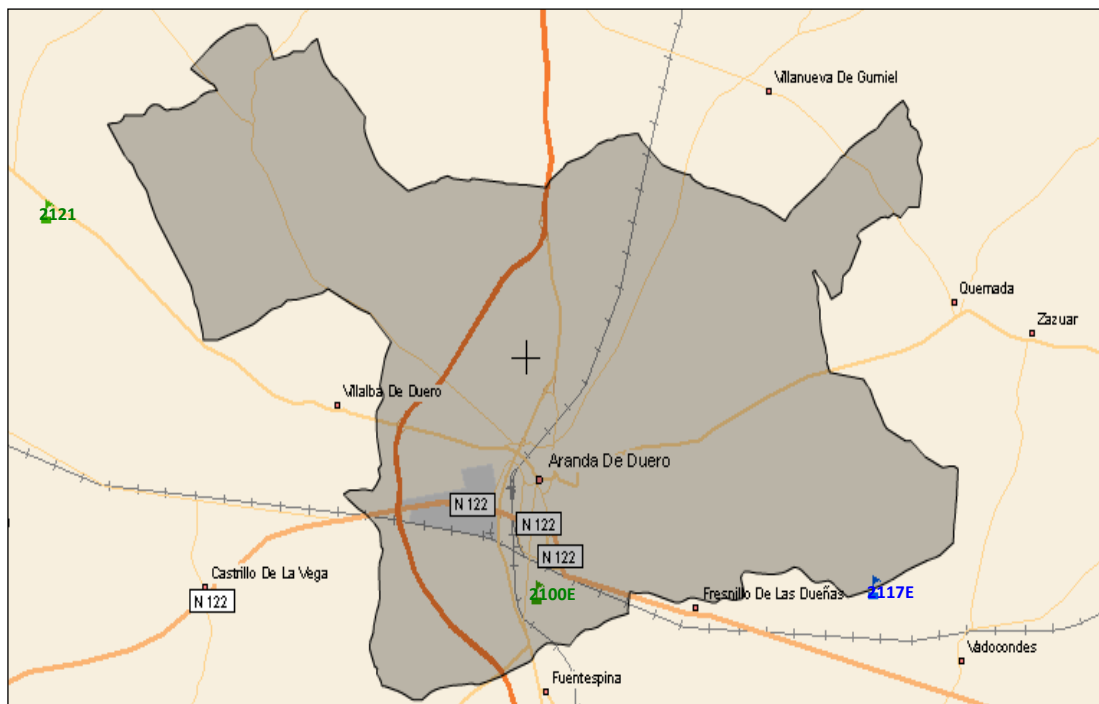 Villanueva De Gumiel
2121
Quemada
Zazuar
Villalba De Duero
Aranda De Duero
N 122
N 122
N 122
Castrillo De La Vega
N 122
2100E
Fresnillo De Las Dueñas
2117E
Vadocondes
Fuentespina